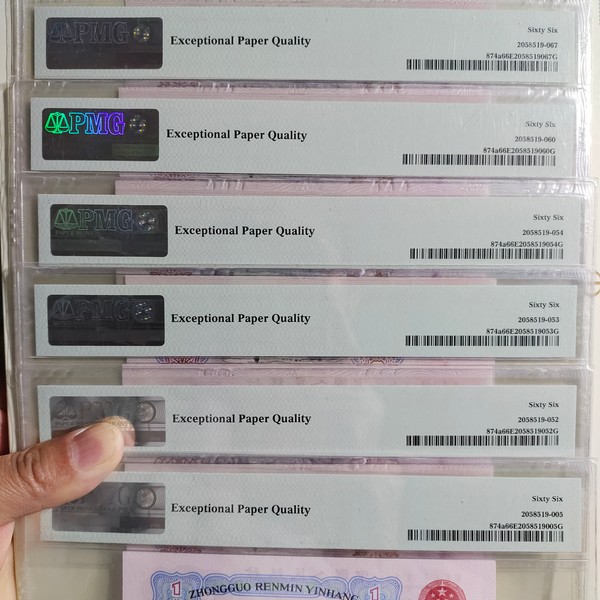 PMG
Exceptional Paper Quality
Sixty Six
2058519-067
874a66E2058519067G
PMG
Exceptional Paper Quality
Sixty Six
2058519-060
874a66E2058519060G
PMG
Exceptional Paper Quality
Sixty Six
2058519-054
874a66E2058519054G
PMG
Exceptional Paper Quality
Sixty Six
2058519-053
874a66E2058519053G
Exceptional Paper Quality
Sixty Six
2058519-052
874a66E2058519052G
Exceptional Paper Quality
Sixty Six
2058519-005
874a66E2058519005G
1 ZHONGGUO RENMIN YINHANG 1